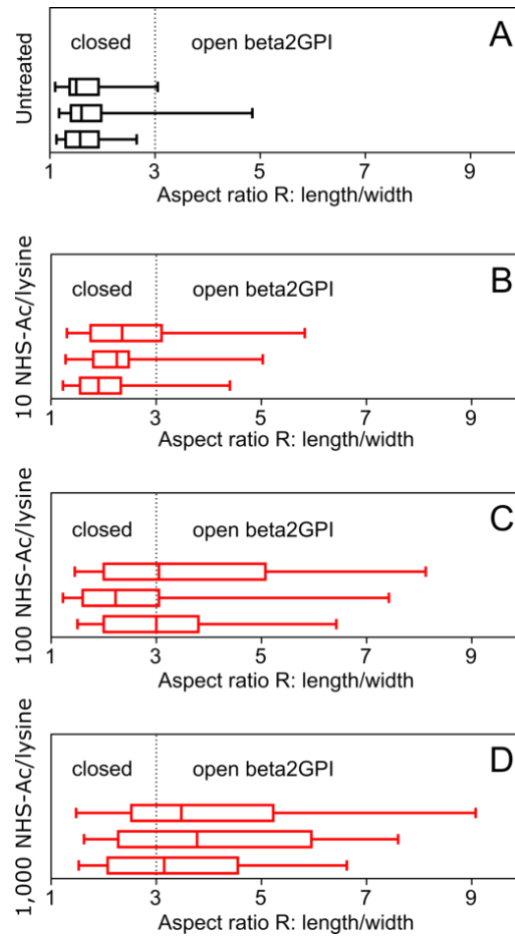 A
closed open beta2GPI
Untreated
1 3 5 7 9
Aspect ratio R: length/width
B
closed open beta2GPI
10 NHS-Ac/lysine
1 3 5 7 9
Aspect ratio R: length/width
C
closed open beta2GPI
100 NHS-Ac/lysine
1 3 5 7 9
Aspect ratio R: length/width
D
closed open beta2GPI
1,000 NHS-Ac/lysine
1 3 5 7 9
Aspect ratio R: length/width